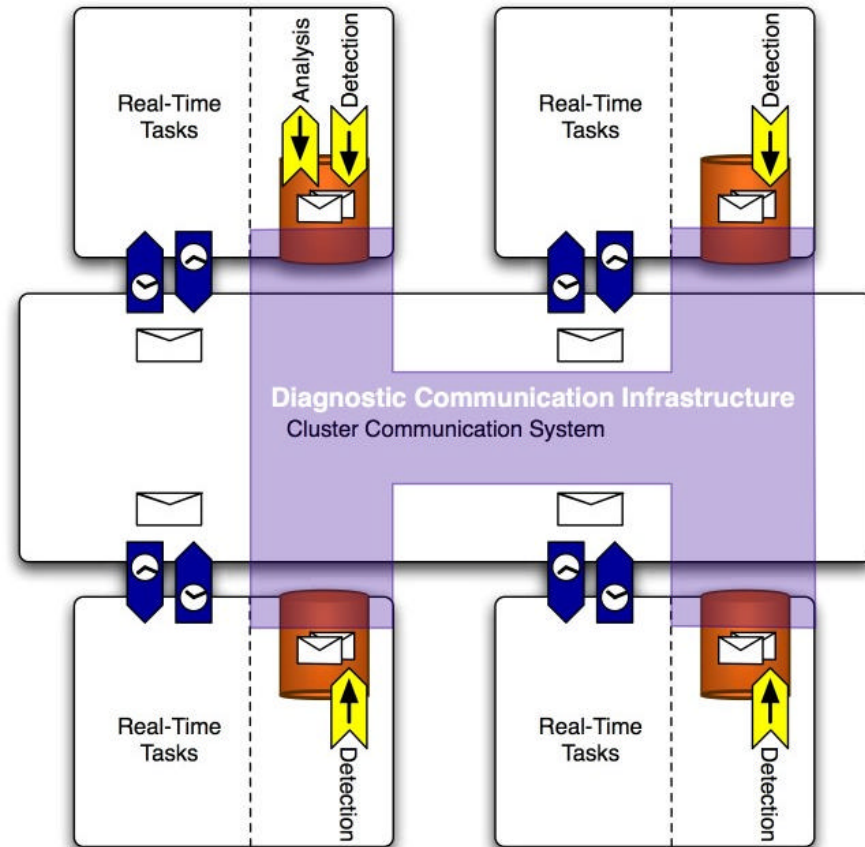 Real-Time
Tasks
Analysis
Detection
Real-Time
Tasks
Detection
Diagnostic Communication Infrastructure
Cluster Communication System
Real-Time
Tasks
Detection
Real-Time
Tasks
Detection